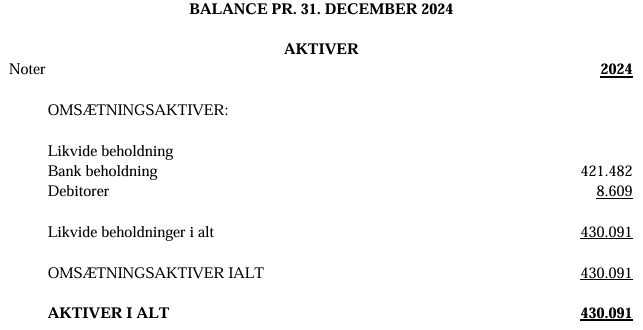 BALANCE PR. 31. DECEMBER 2024
AKTIVER
Noter 2024
OMSÆTNINGSAKTIVER:
Likvide beholdning
Bank beholdning 421.482
Debitorer 8.609
Likvide beholdninger i alt 430.091
OMSÆTNINGSAKTIVER IALT 430.091
AKTIVER I ALT 430.091